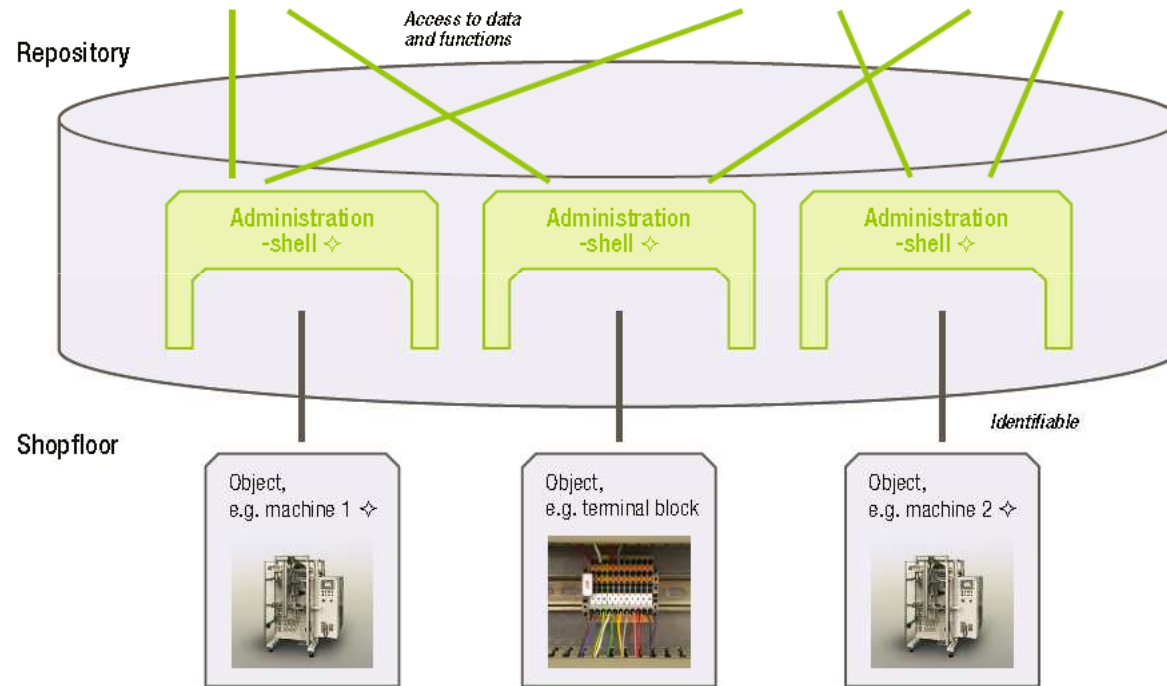 Access to data
and functions
Repository
Administration
-shell ✧
Administration
-shell ✧
Administration
-shell ✧
Identifiable
Shopfloor
Object,
e.g. machine 1 ✧
Object,
e.g. terminal block
Object,
e.g. machine 2 ✧